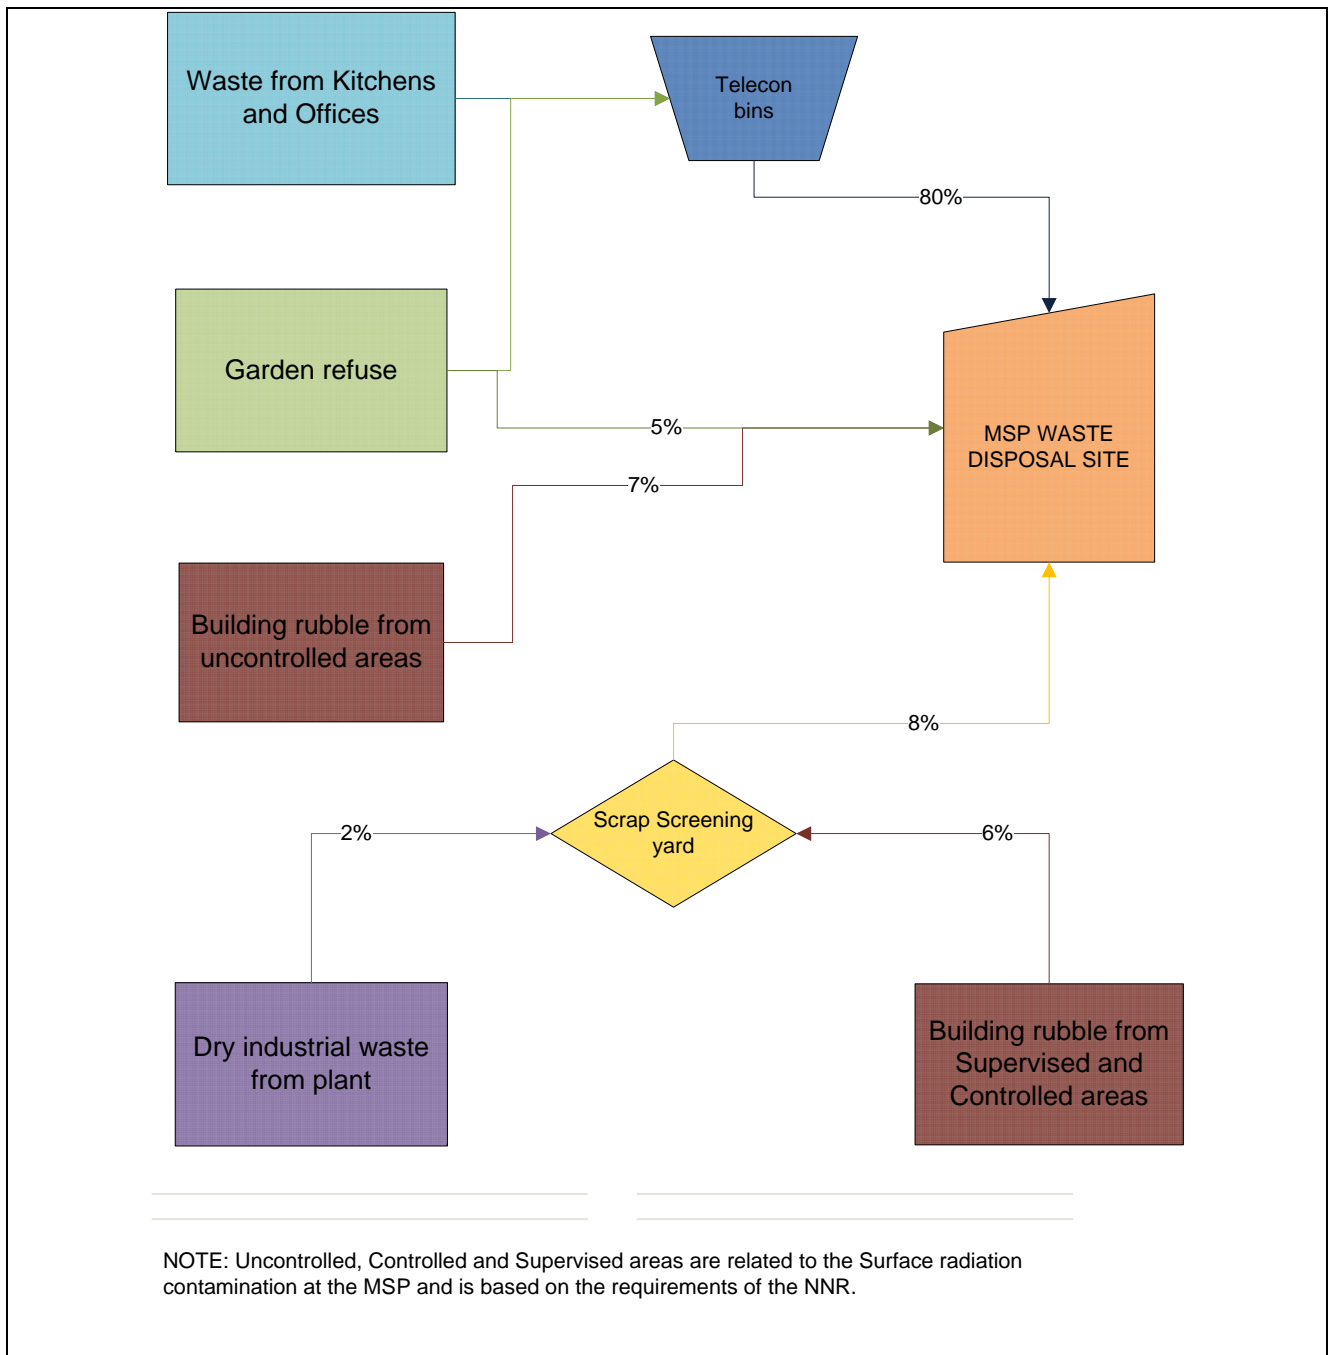 Waste from Kitchens
and Offices
Telecon
bins
80%
Garden refuse
5%
MSP WASTE
DISPOSAL SITE
7%
Building rubble from
uncontrolled areas
8%
Scrap Screening
yard
2%
6%
Dry industrial waste
from plant
Building rubble from
Supervised and
Controlled areas
NOTE: Uncontrolled, Controlled and Supervised areas are related to the Surface radiation
contamination at the MSP and is based on the requirements of the NNR.